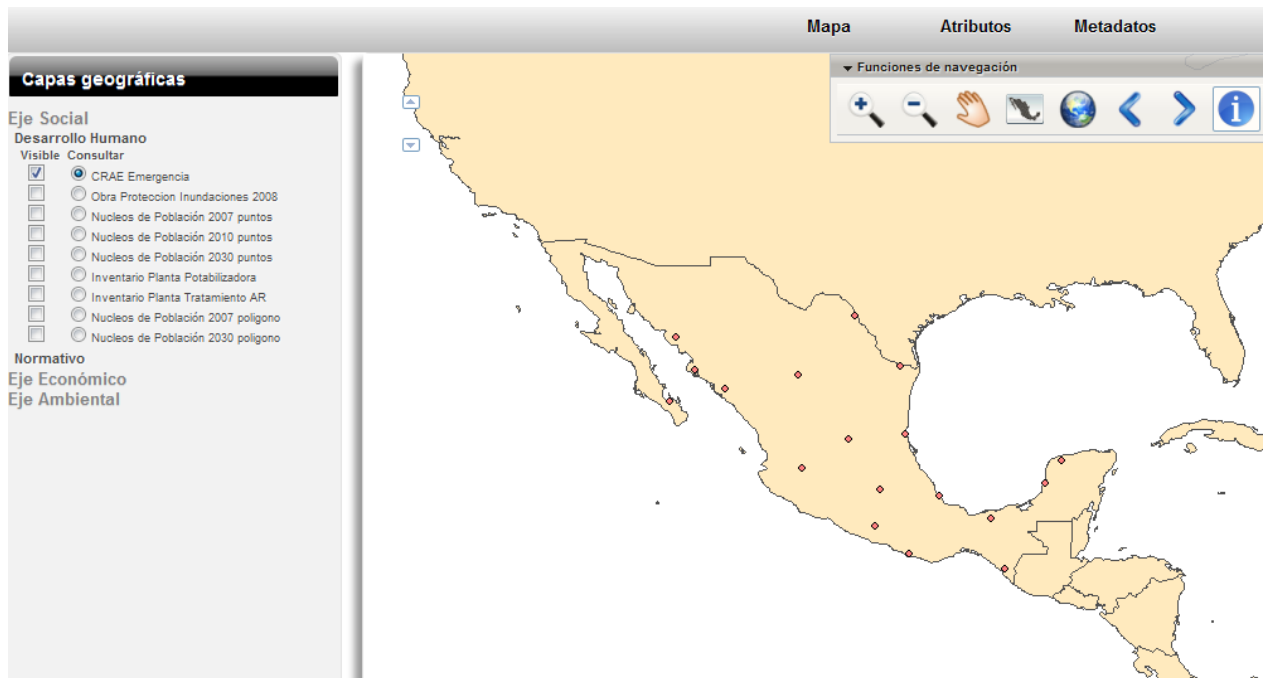 Mapa Atributos Metadatos
Capas geográficas
Funciones de navegación
Eje Social
Desarrollo Humano
Visible Consultar
CRAE Emergencia
Obra Proteccion Inundaciones 2008
Nucleos de Población 2007 puntos
Nucleos de Población 2010 puntos
Nucleos de Población 2030 puntos
Inventario Planta Potabilizadora
Inventario Planta Tratamiento AR
Nucleos de Población 2007 poligono
Nucleos de Población 2030 poligono
Normativo
Eje Económico
Eje Ambiental